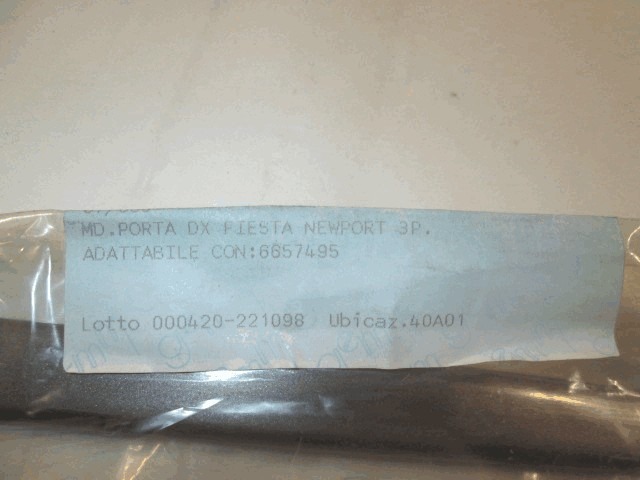 MD.PORTA DX FIESTA NEWPORT 3P.
ADATTABILE CON:6657495
Lotto 000420-221098 Ubicaz.40A01